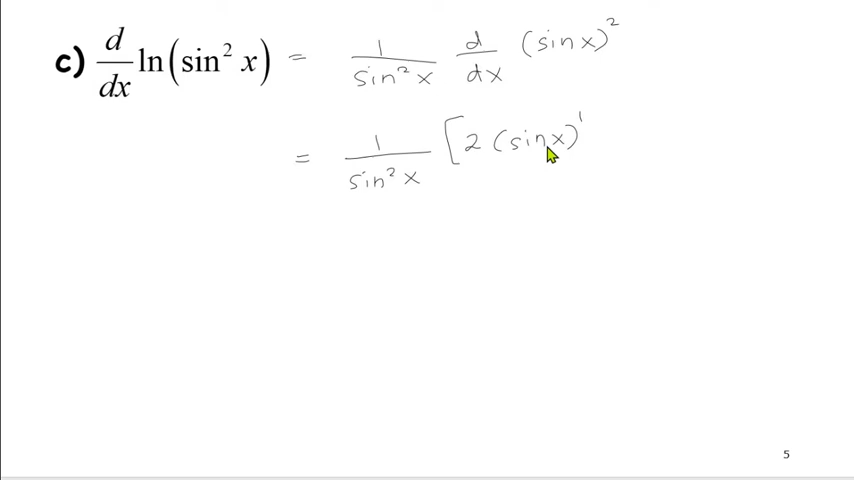 c) d/dx ln(sin² x) = 1/sin² x d/dx (sin x)²
= 1/sin² x [2 (sin x)¹
5